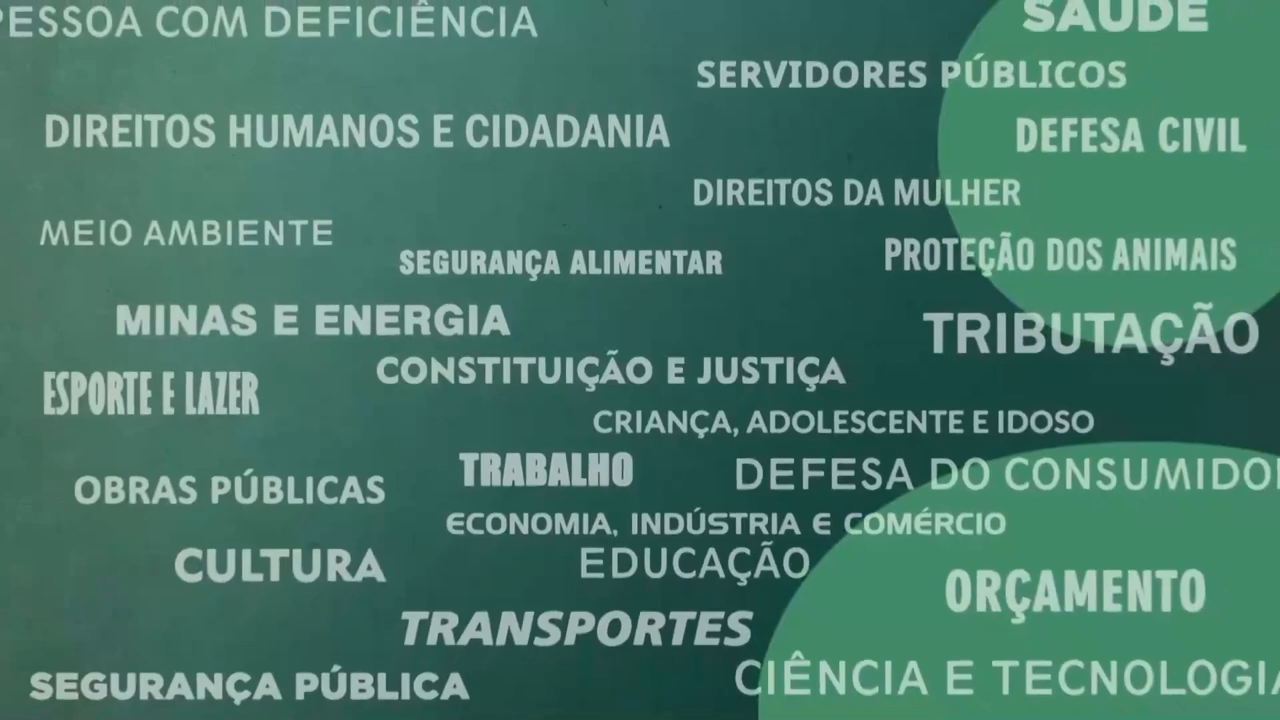 PESSOA COM DEFICIÊNCIA
SAÚDE
SERVIDORES PÚBLICOS
DIREITOS HUMANOS E CIDADANIA
DEFESA CIVIL
DIREITOS DA MULHER
MEIO AMBIENTE
SEGURANÇA ALIMENTAR
PROTEÇÃO DOS ANIMAIS
MINAS E ENERGIA
TRIBUTAÇÃO
CONSTITUIÇÃO E JUSTIÇA
ESPORTE E LAZER
CRIANÇA, ADOLESCENTE E IDOSO
TRABALHO
DEFESA DO CONSUMIDOR
OBRAS PÚBLICAS
ECONOMIA, INDÚSTRIA E COMÉRCIO
CULTURA
EDUCAÇÃO
ORÇAMENTO
TRANSPORTES
CIÊNCIA E TECNOLOGIA
SEGURANÇA PÚBLICA